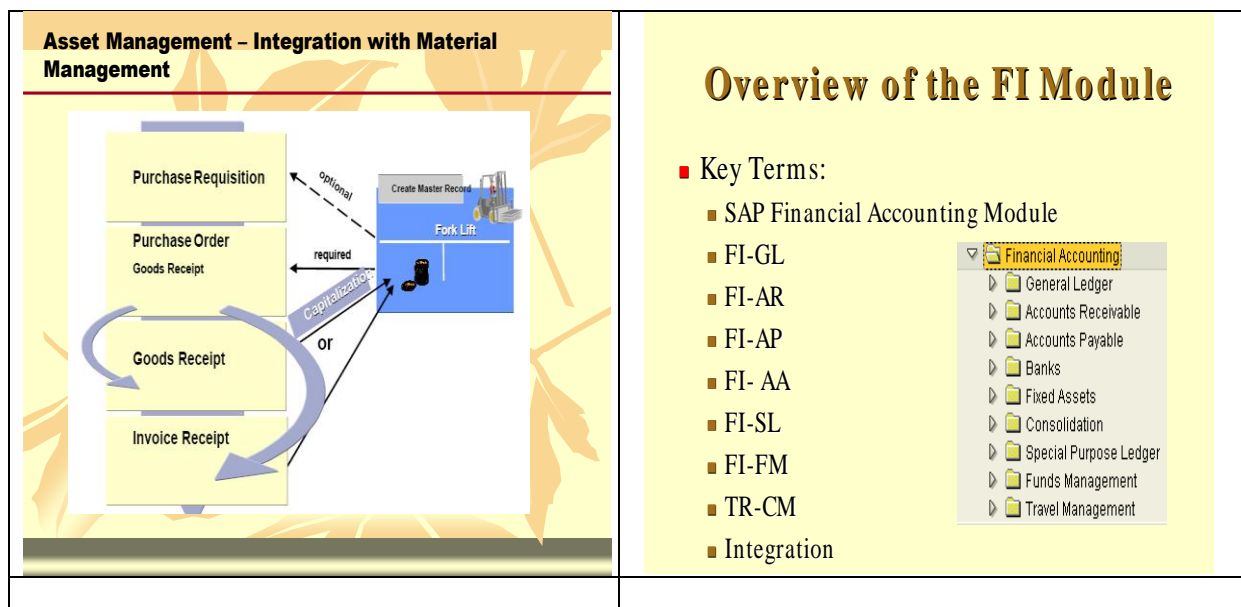 Asset Management – Integration with Material
Management
Purchase Requisition
optional
Create Master Record
Fork Lift
Purchase Order
Goods Receipt
required
Capitalization
or
Goods Receipt
Invoice Receipt
Overview of the FI Module
Key Terms:
SAP Financial Accounting Module
FI-GL
FI-AR
FI-AP
FI- AA
FI-SL
FI-FM
TR-CM
Integration
Financial Accounting
General Ledger
Accounts Receivable
Accounts Payable
Banks
Fixed Assets
Consolidation
Special Purpose Ledger
Funds Management
Travel Management